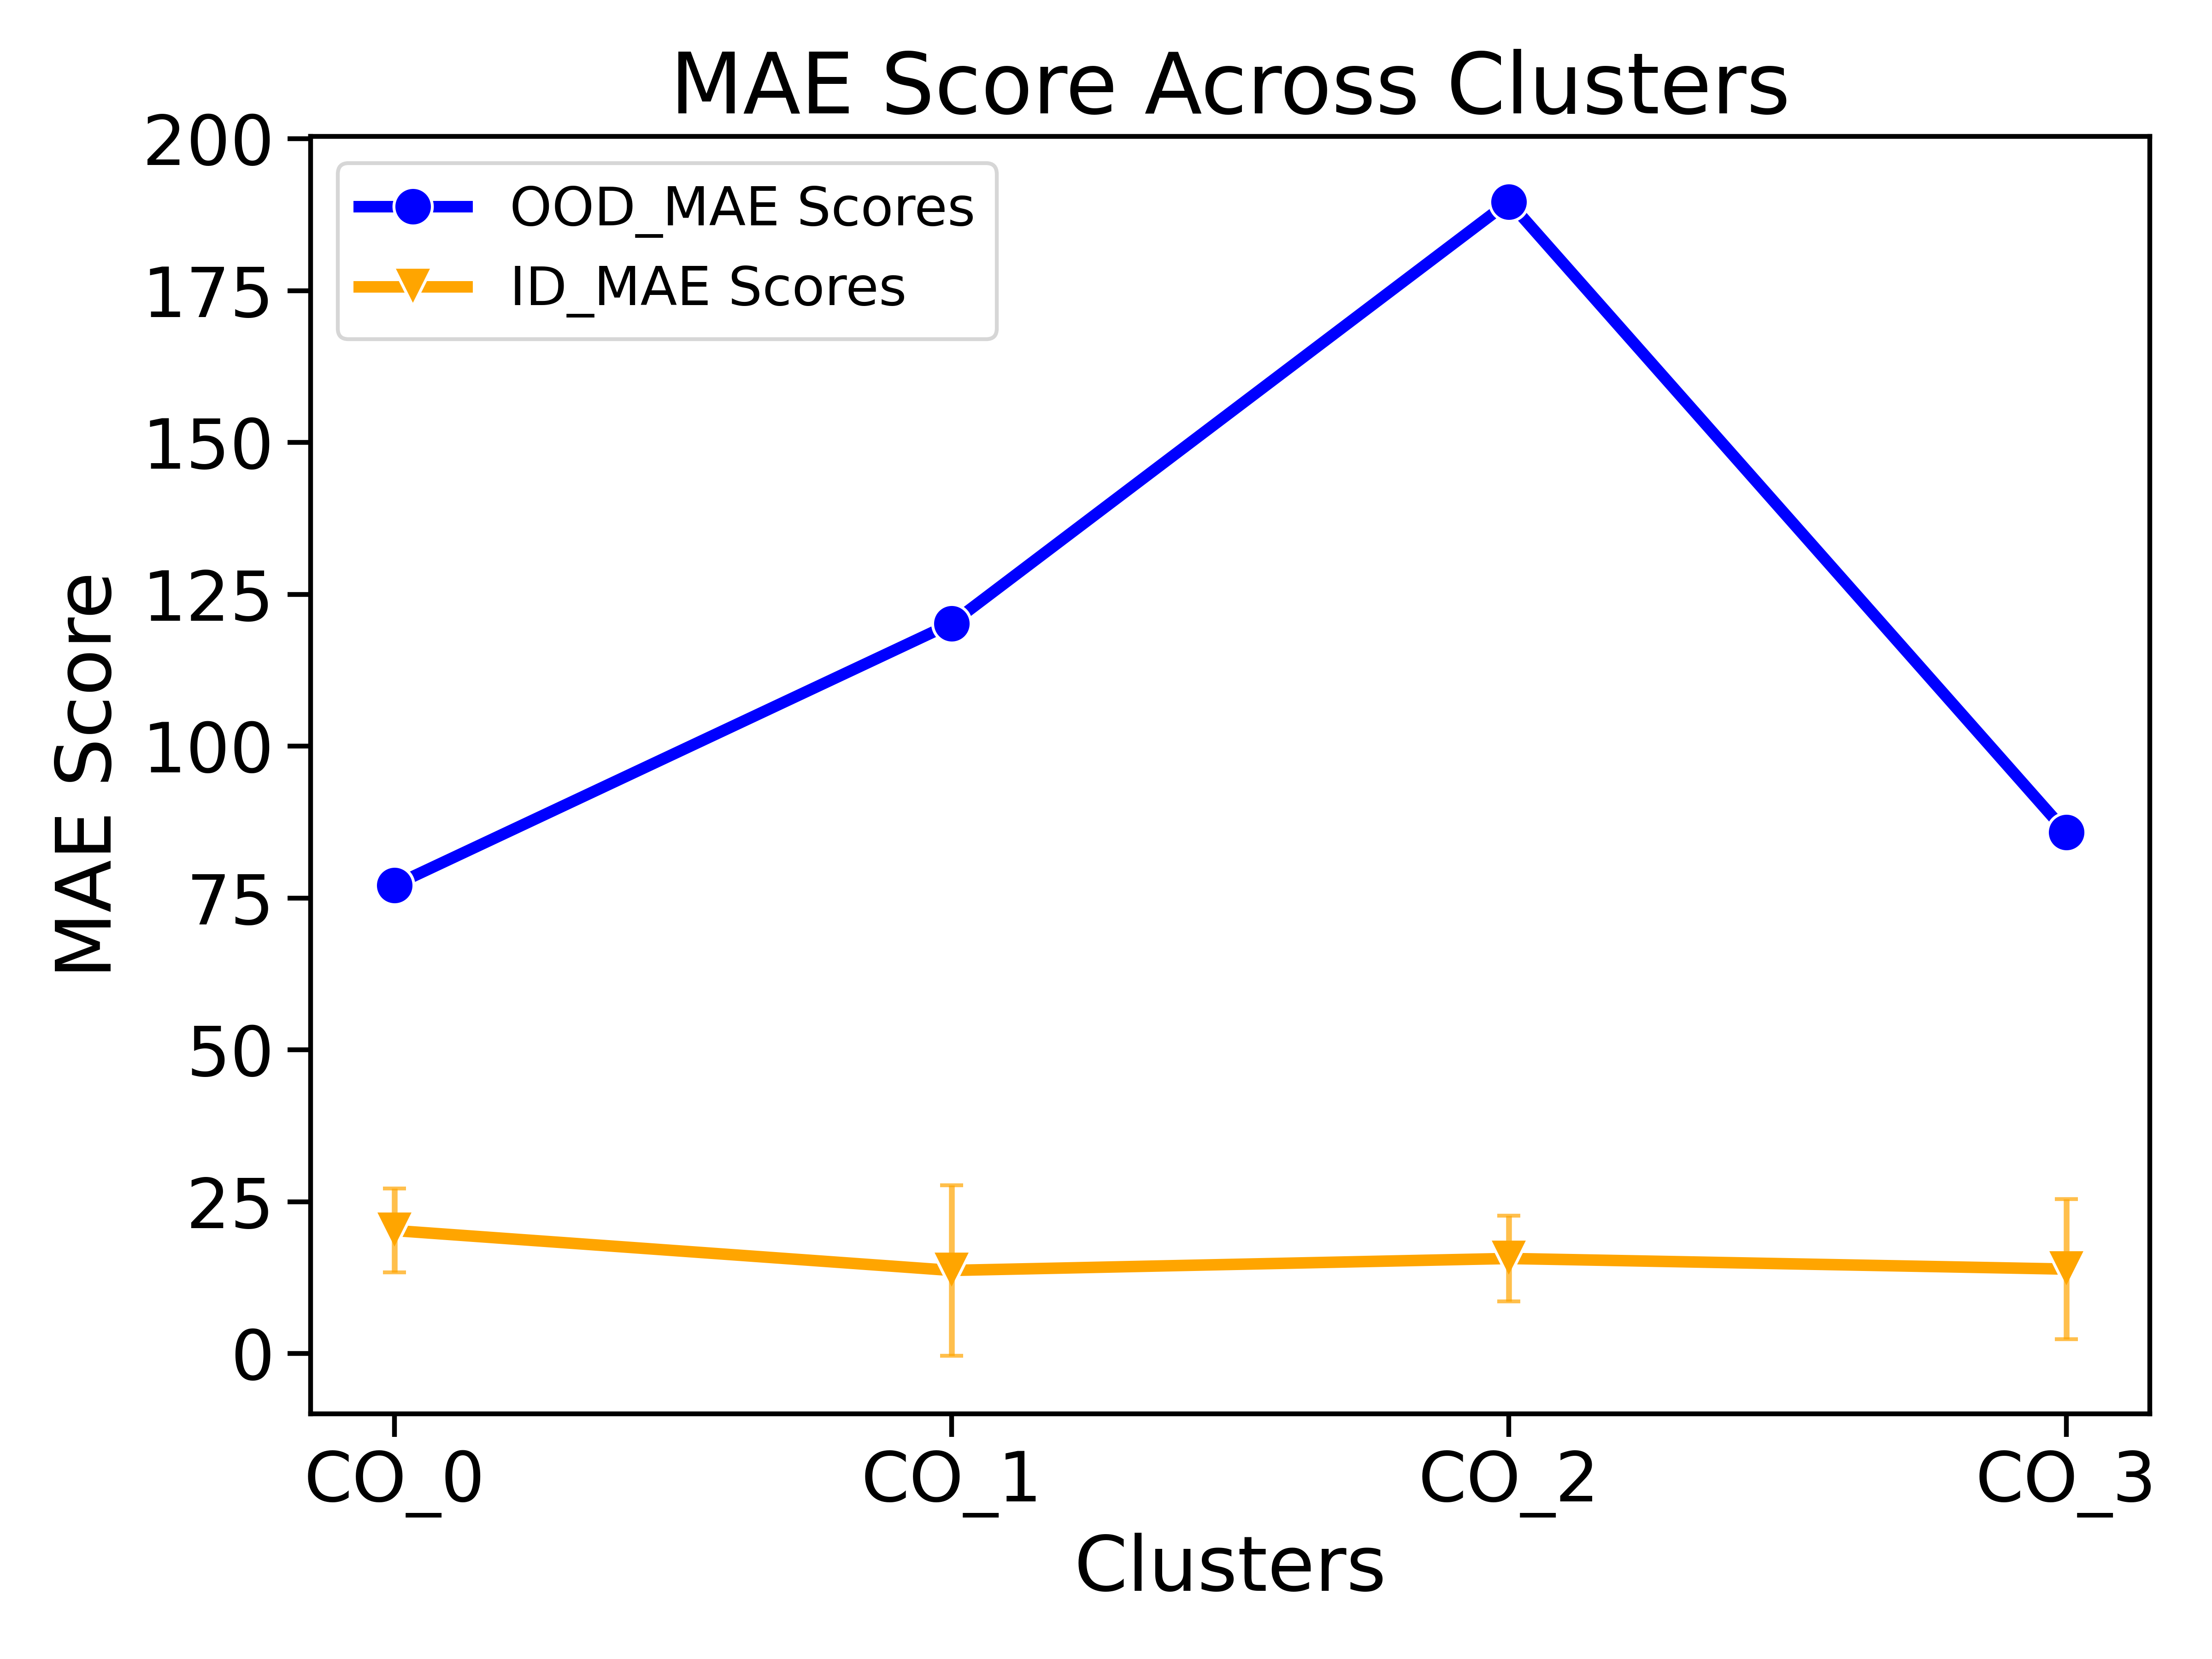 MAE Score Across Clusters
OOD_MAE Scores
ID_MAE Scores
MAE Score
200
175
150
125
100
75
50
25
0
CO_0
CO_1
CO_2
CO_3
Clusters